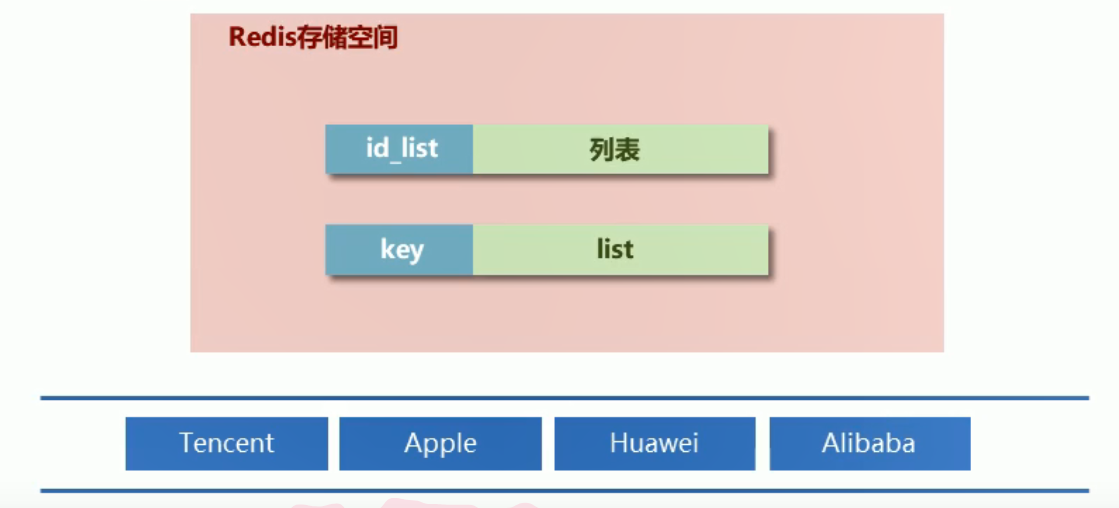 Redis存储空间
id_list 列表
key list
Tencent Apple Huawei Alibaba